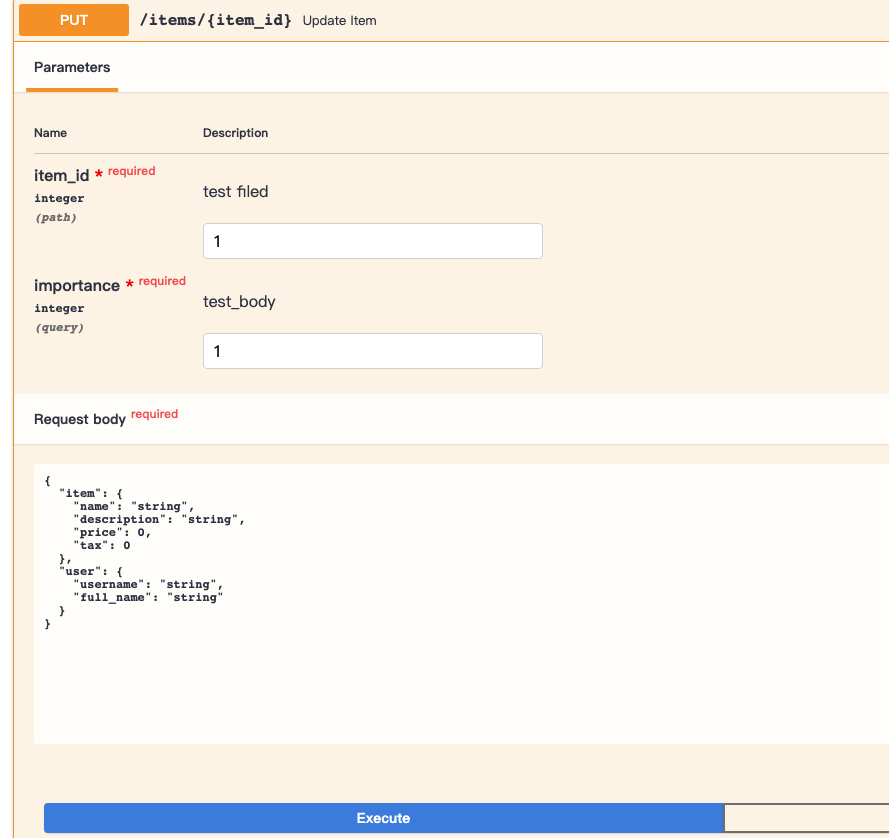 PUT /items/{item_id} Update Item
Parameters
Name Description
item_id * required
integer
(path)
test filed
1
importance * required
integer
(query)
test_body
1
Request body required
{
  "item": {
    "name": "string",
    "description": "string",
    "price": 0,
    "tax": 0
  },
  "user": {
    "username": "string",
    "full_name": "string"
  }
}
Execute